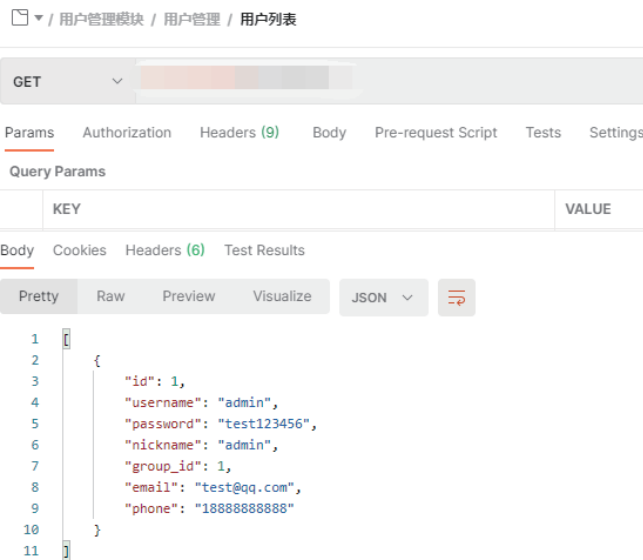 / 用户管理模块 / 用户管理 / 用户列表
GET
Params Authorization Headers (9) Body Pre-request Script Tests Settings
Query Params
KEY VALUE
Body Cookies Headers (6) Test Results
Pretty Raw Preview Visualize JSON
1 [
2 {
3 "id": 1,
4 "username": "admin",
5 "password": "test123456",
6 "nickname": "admin",
7 "group_id": 1,
8 "email": "test@qq.com",
9 "phone": "18888888888"
10 }
11 ]